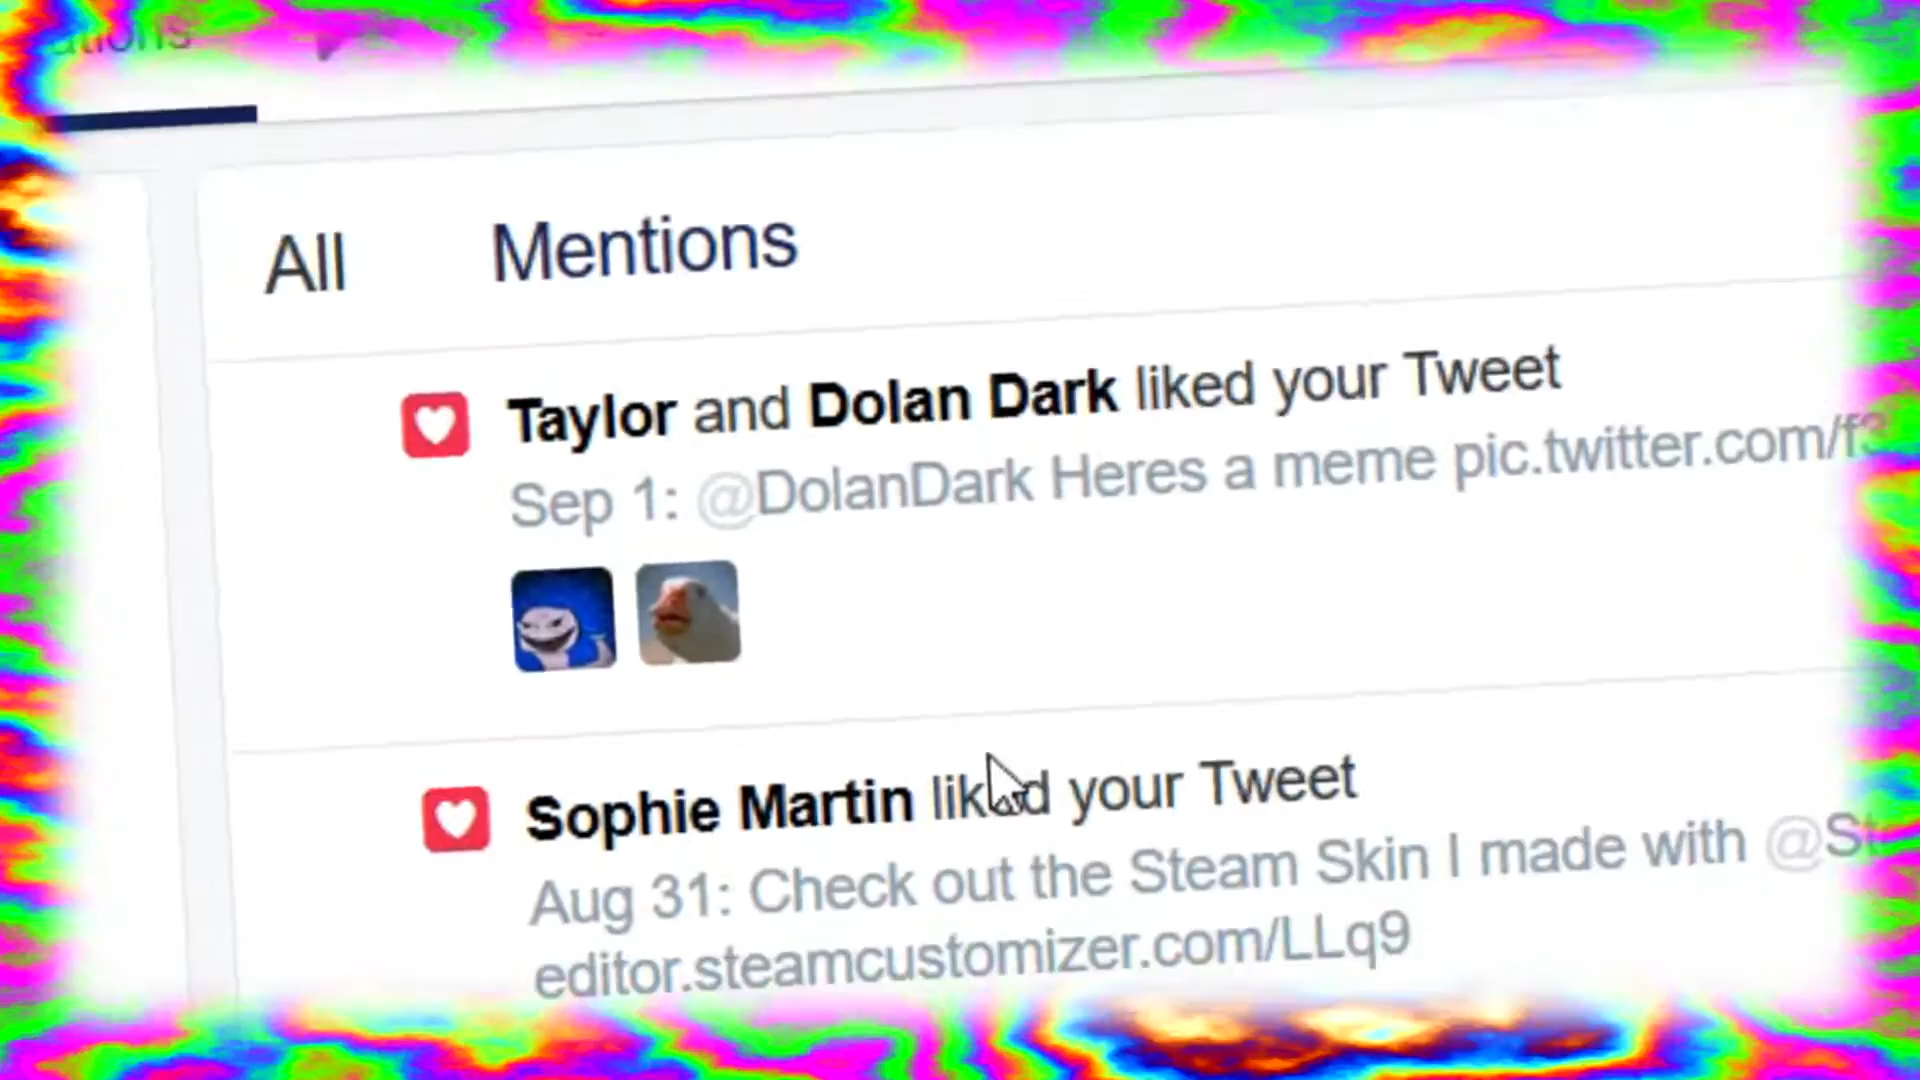 All Mentions
Taylor and Dolan Dark liked your Tweet
Sep 1: @DolanDark Heres a meme pic.twitter.com/f3
Sophie Martin liked your Tweet
Aug 31: Check out the Steam Skin I made with
editor.steamcustomizer.com/LLq9